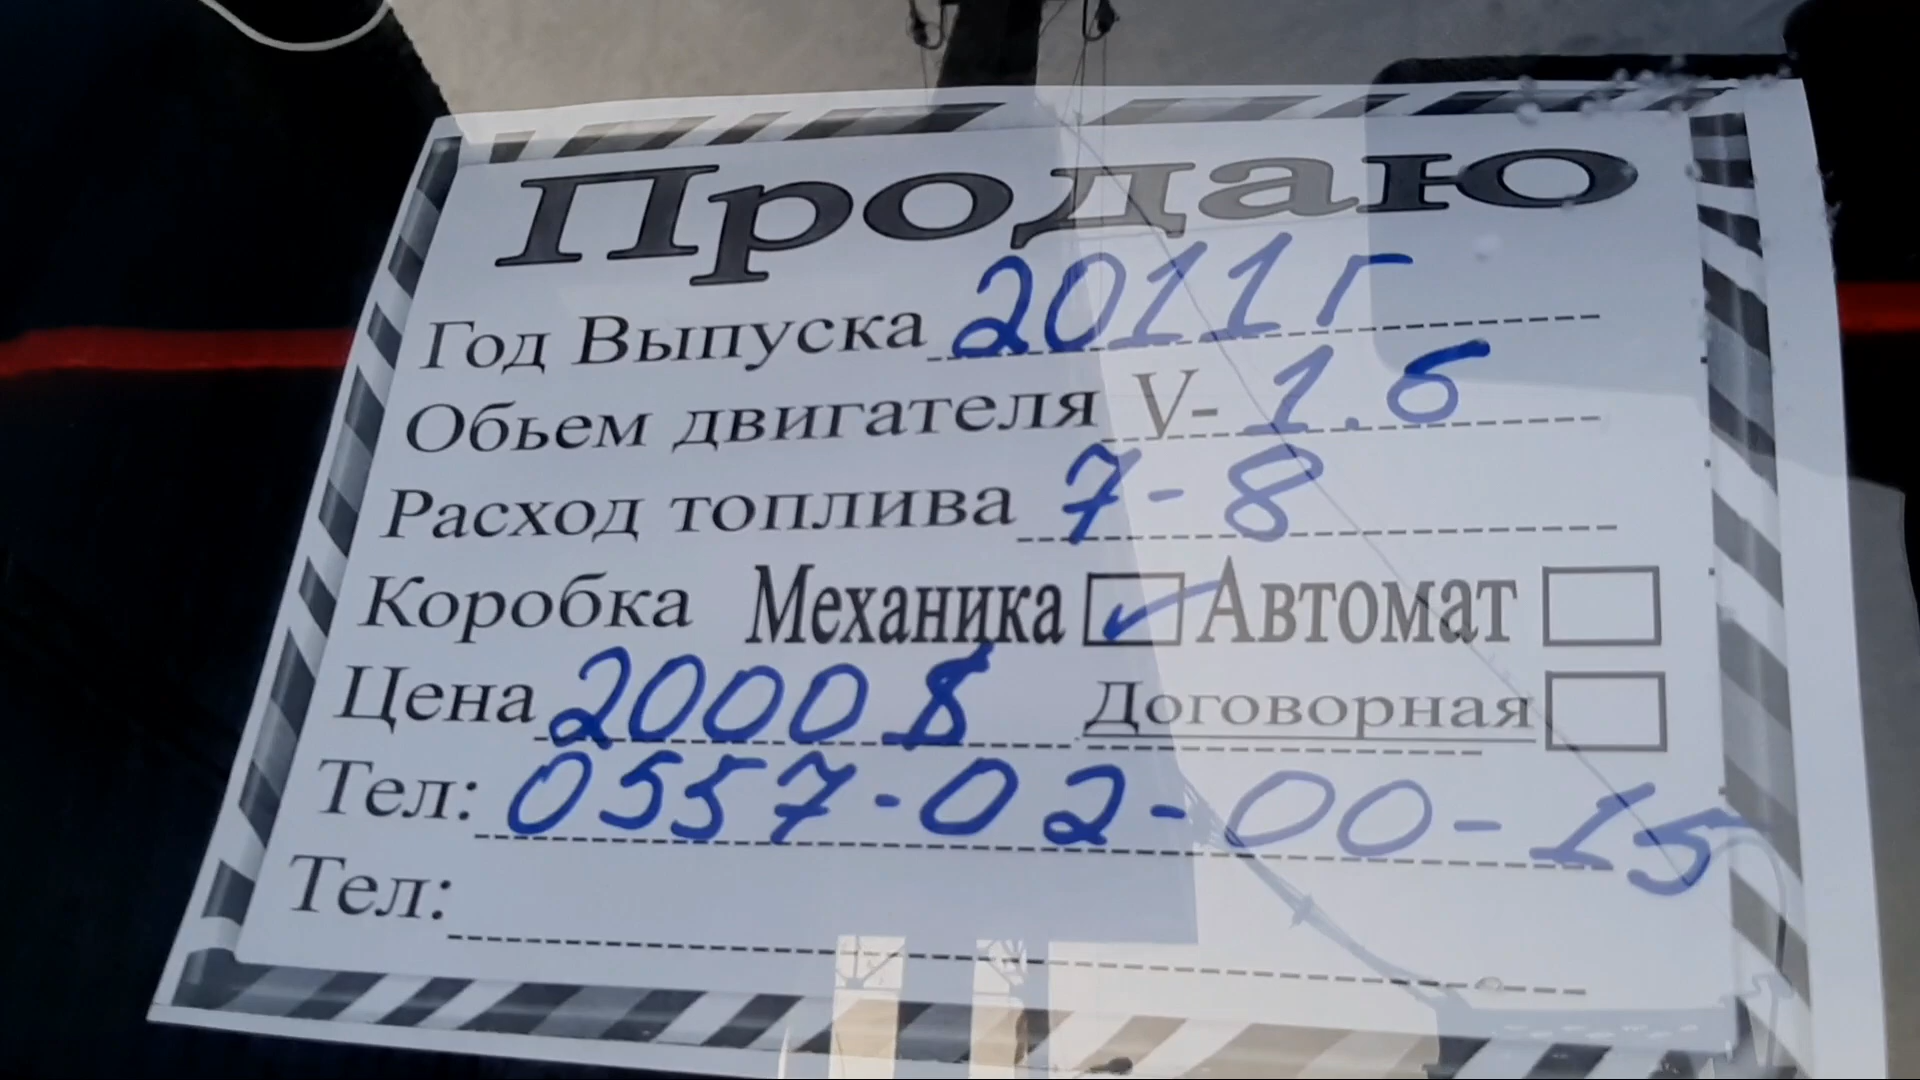 Продаю
Год Выпуска 2011г
Обьем двигателя V- 1.6
Расход топлива 7-8
Коробка Механика ✓ Автомат
Цена 2000$ Договорная
Тел: 0557-02-00-15
Тел: